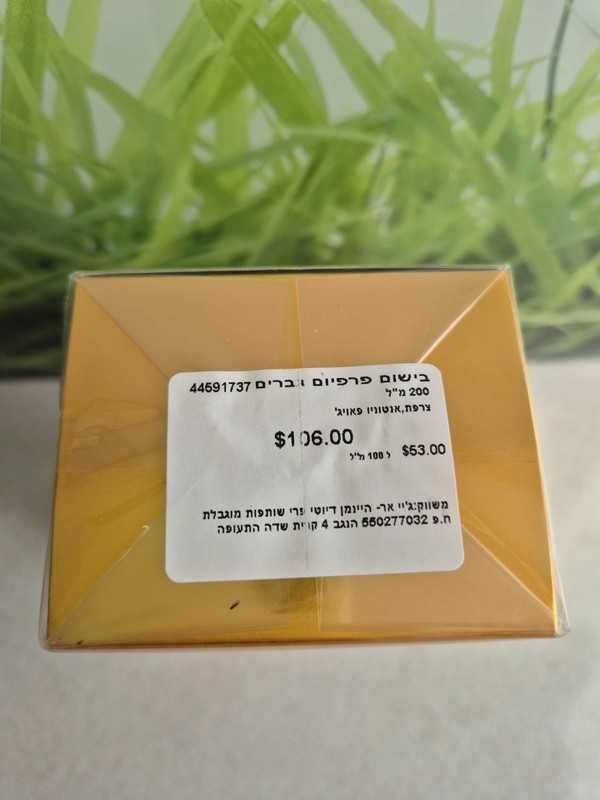 בישום פרפיום גברים 44591737
200 מ"ל
צרפת,אנטוניו פאויג'
$106.00
$53.00 ל 100 מ"ל
משווק:ג'יי אר- היינמן דיוטי פרי שותפות מוגבלת
ח.פ 550277032 הנגב 4 קרית שדה התעופה